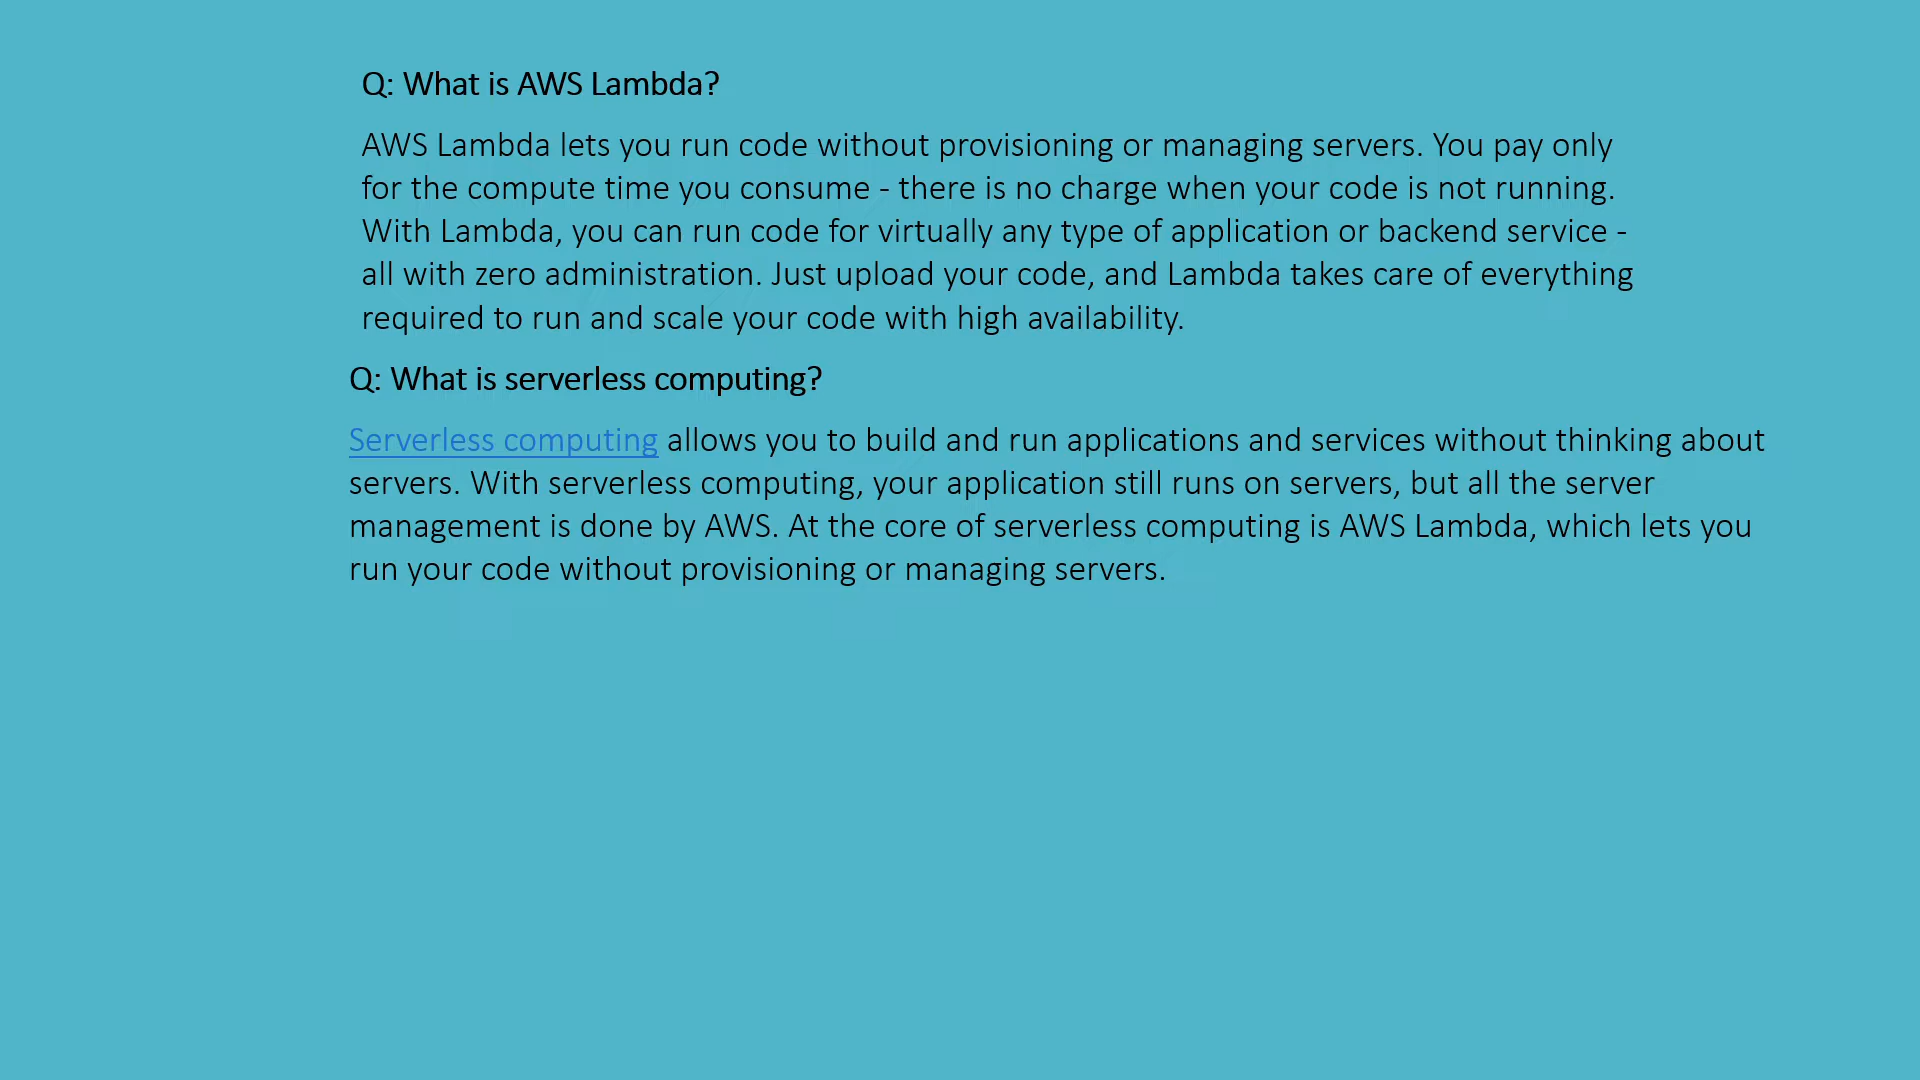 Q: What is AWS Lambda?
AWS Lambda lets you run code without provisioning or managing servers. You pay only
for the compute time you consume - there is no charge when your code is not running.
With Lambda, you can run code for virtually any type of application or backend service -
all with zero administration. Just upload your code, and Lambda takes care of everything
required to run and scale your code with high availability.
Q: What is serverless computing?
Serverless computing allows you to build and run applications and services without thinking about
servers. With serverless computing, your application still runs on servers, but all the server
management is done by AWS. At the core of serverless computing is AWS Lambda, which lets you
run your code without provisioning or managing servers.